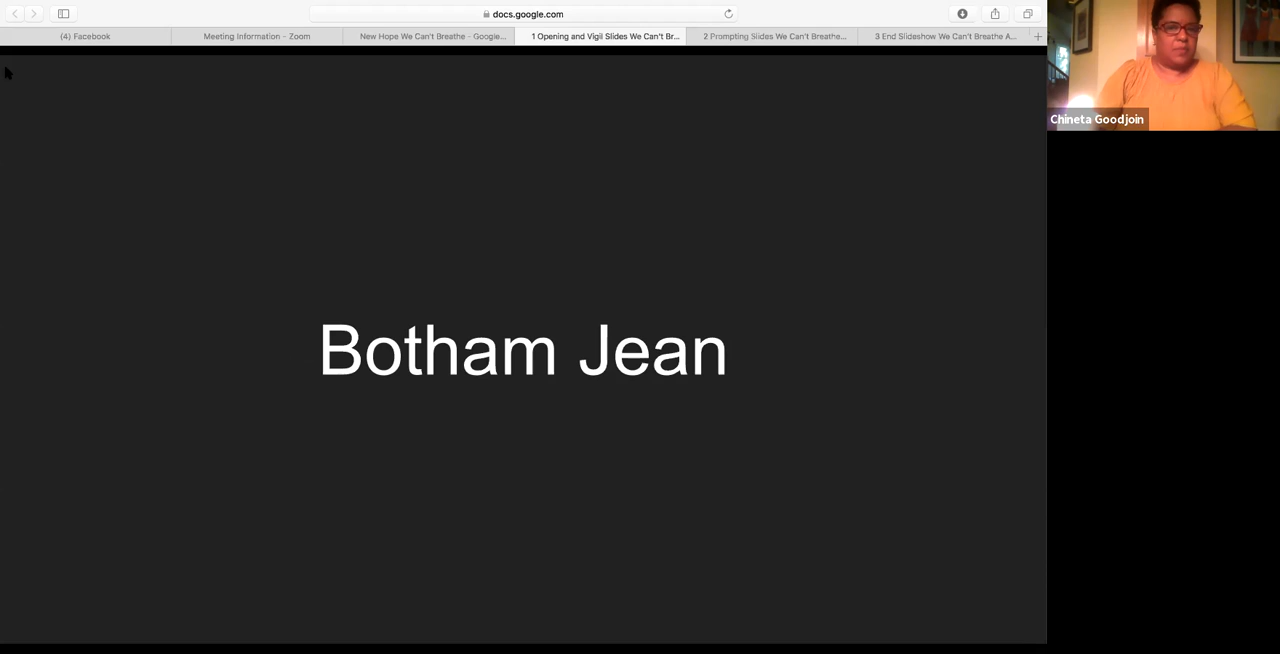 docs.google.com
(4) Facebook
Meeting Information - Zoom
New Hope We Can't Breathe - Google...
1 Opening and Vigil Slides We Can't Br...
2 Prompting Slides We Can't Breathe...
3 End Slideshow We Can't Breathe A...
Chineta Goodjoin
Botham Jean